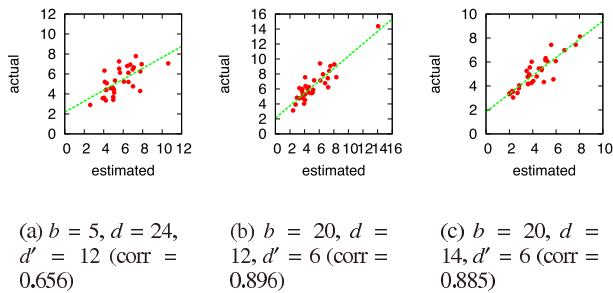 14
12
10
8
6
4
2
0
actual
0 2 4 6 8 10 12
estimated
16
14
12
10
8
6
4
2
0
actual
0 2 4 6 8 10 12 14 16
estimated
10
8
6
4
2
0
actual
0 2 4 6 8 10
estimated
(a) b = 5, d = 24,
d′ = 12 (corr =
0.656)
(b) b = 20, d =
12, d′ = 6 (corr =
0.896)
(c) b = 20, d =
14, d′ = 6 (corr =
0.885)